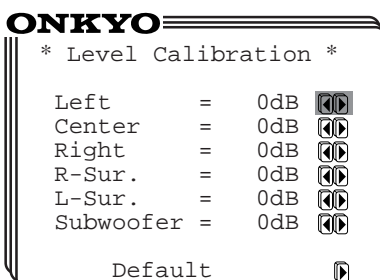 ONKYO
* Level Calibration *
Left = 0dB
Center = 0dB
Right = 0dB
R-Sur. = 0dB
L-Sur. = 0dB
Subwoofer = 0dB
Default